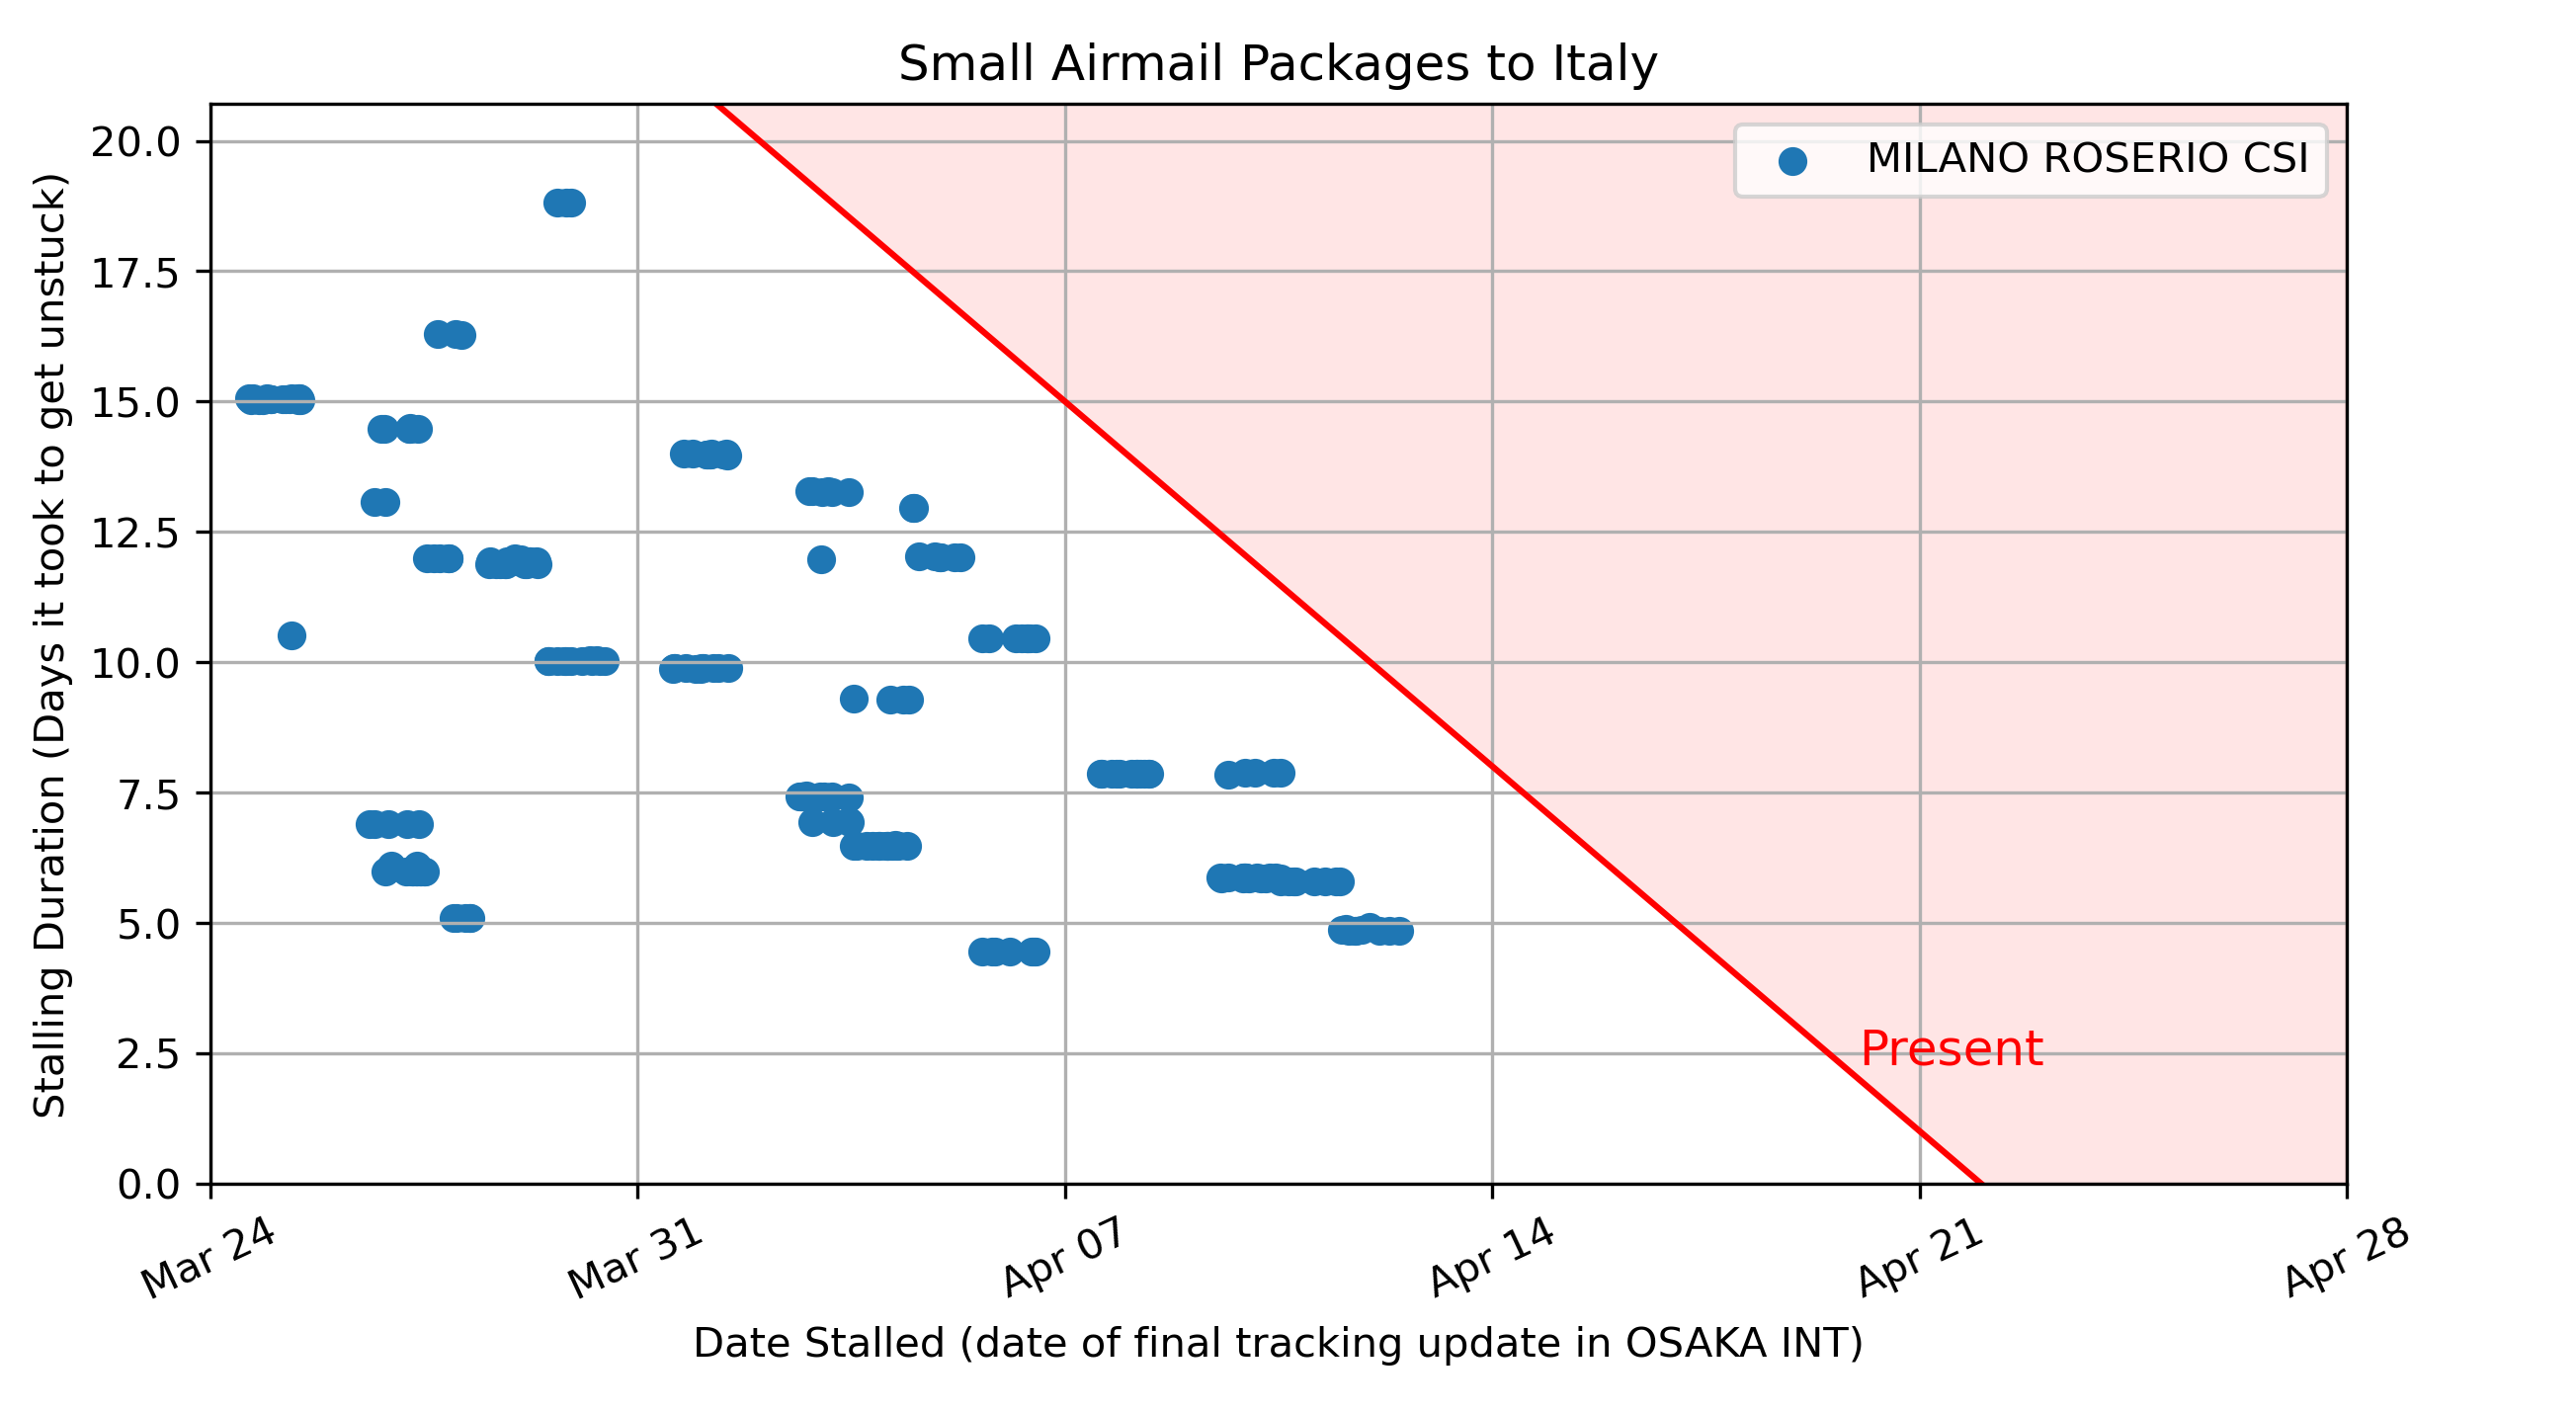 Small Airmail Packages to Italy
MILANO ROSERIO CSI
Stalling Duration (Days it took to get unstuck)
20.0
17.5
15.0
12.5
10.0
7.5
5.0
2.5
0.0
Present
Mar 24
Mar 31
Apr 07
Apr 14
Apr 21
Apr 28
Date Stalled (date of final tracking update in OSAKA INT)